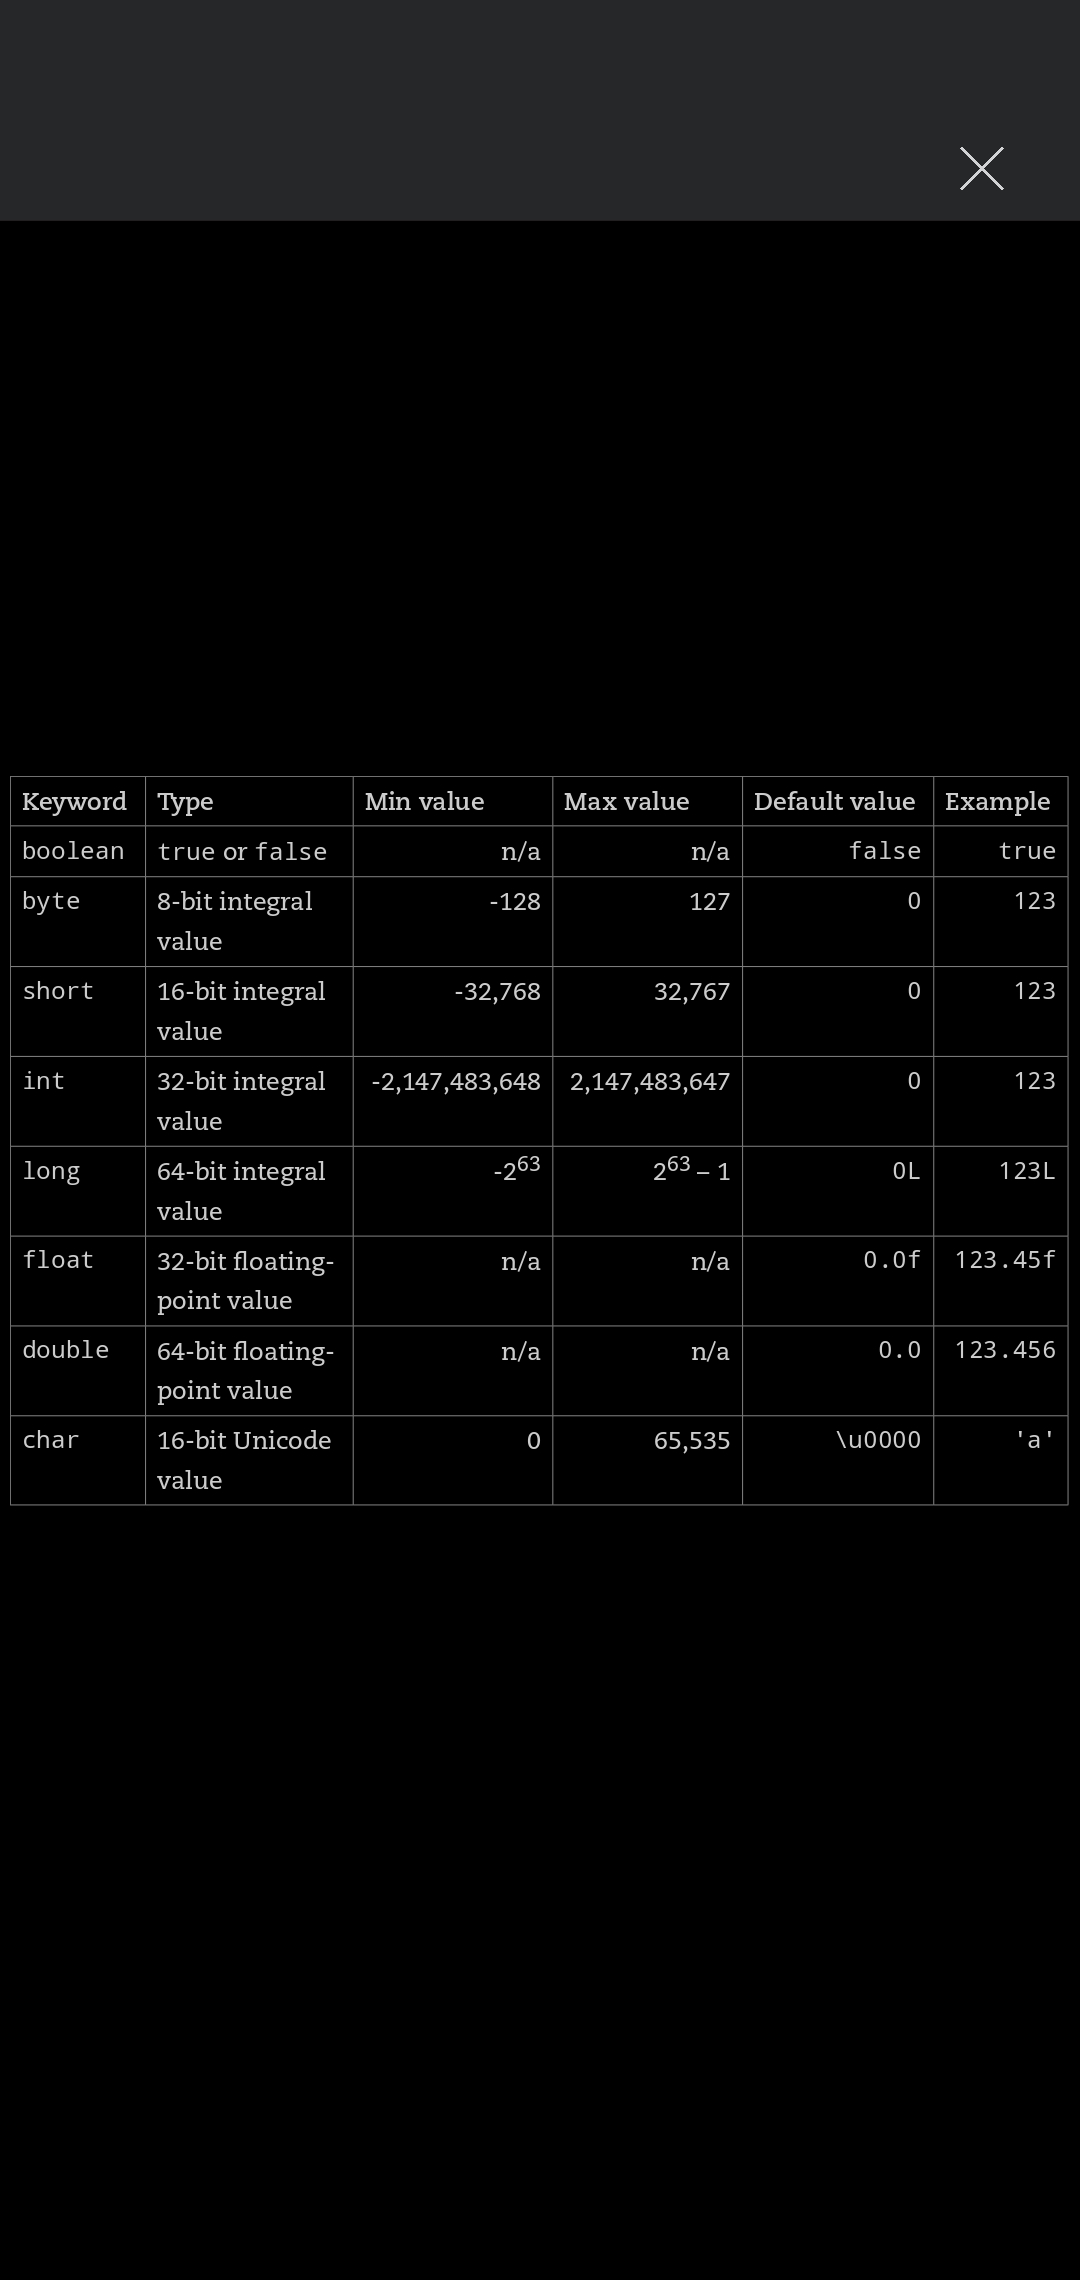 Keyword Type Min value Max value Default value Example
boolean true or false n/a n/a false true
byte 8-bit integral value -128 127 0 123
short 16-bit integral value -32,768 32,767 0 123
int 32-bit integral value -2,147,483,648 2,147,483,647 0 123
long 64-bit integral value -2⁶³ 2⁶³ – 1 0L 123L
float 32-bit floating-point value n/a n/a 0.0f 123.45f
double 64-bit floating-point value n/a n/a 0.0 123.456
char 16-bit Unicode value 0 65,535 \u0000 'a'